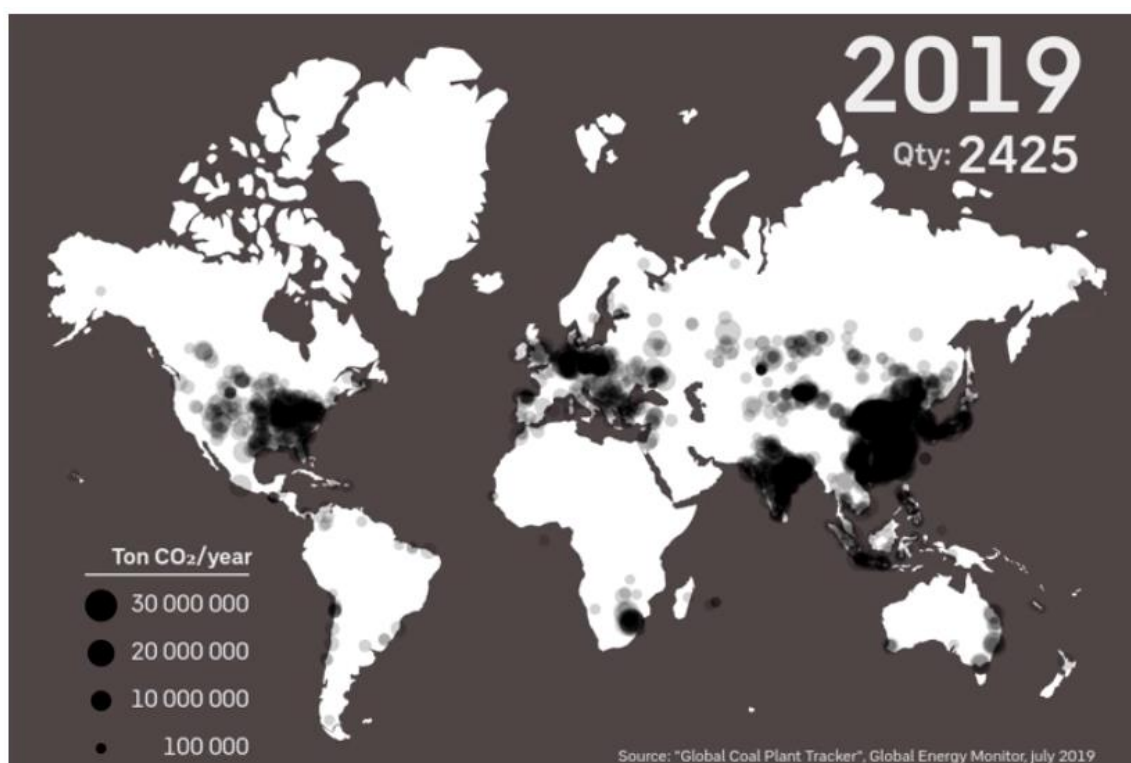 2019
Qty: 2425
Ton CO₂/year
30 000 000
20 000 000
10 000 000
100 000
Source: "Global Coal Plant Tracker", Global Energy Monitor, july 2019